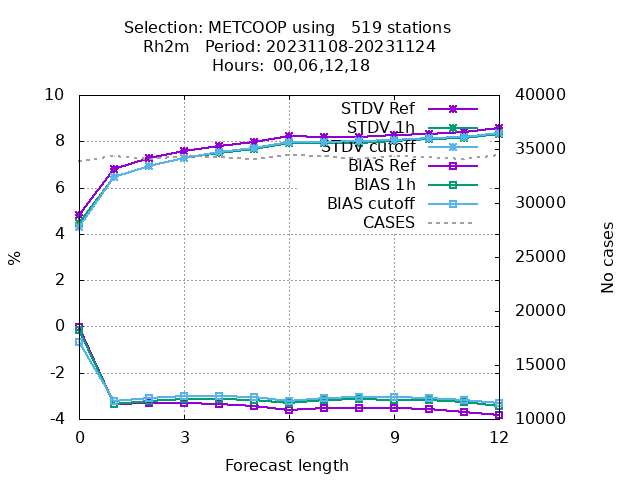 Selection: METCOOP using   519 stations
Rh2m   Period: 20231108-20231124
Hours:  00,06,12,18
10
8
6
4
2
0
-2
-4
40000
35000
30000
25000
20000
15000
10000
STDV Ref
STDV 1h
STDV cutoff
BIAS Ref
BIAS 1h
BIAS cutoff
CASES
%
No cases
0
3
6
9
12
Forecast length